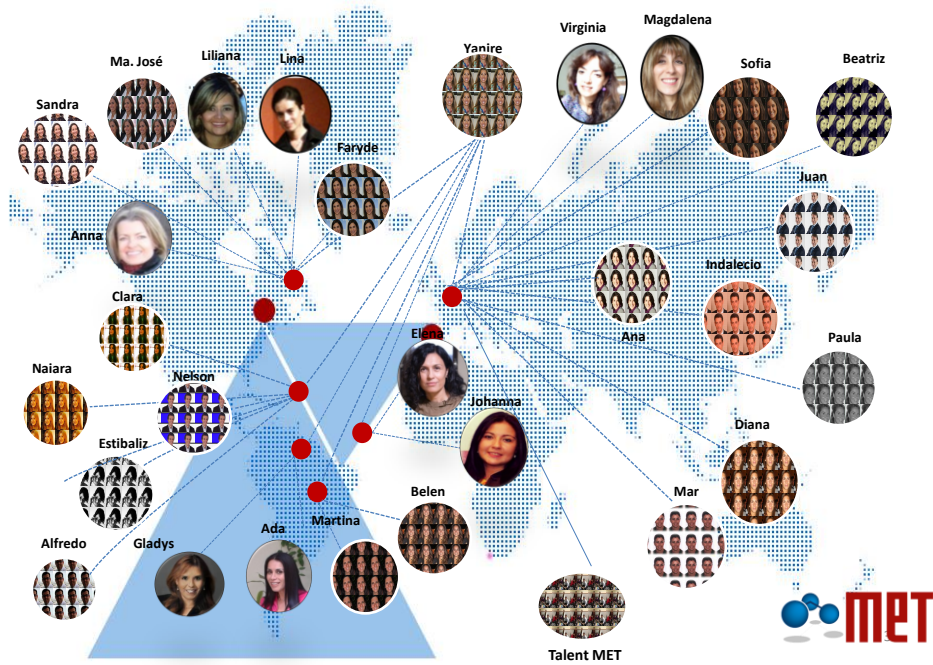 Virginia
Magdalena
Yanire
Liliana
Lina
Ma. José
Sofia
Beatriz
Sandra
Faryde
Juan
Anna
Indalecio
Clara
Elena
Ana
Paula
Naiara
Nelson
Johanna
Diana
Estibaliz
Belen
Mar
Martina
Ada
Alfredo
Gladys
MET
3
Talent MET